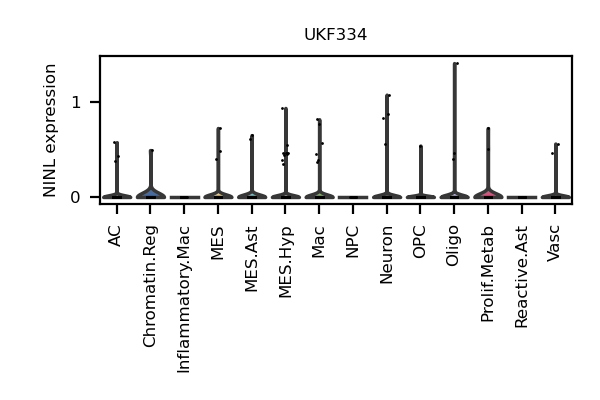 UKF334
NINL expression
1
0
AC
Chromatin.Reg
Inflammatory.Mac
MES
MES.Ast
MES.Hyp
Mac
NPC
Neuron
OPC
Oligo
Prolif.Metab
Reactive.Ast
Vasc